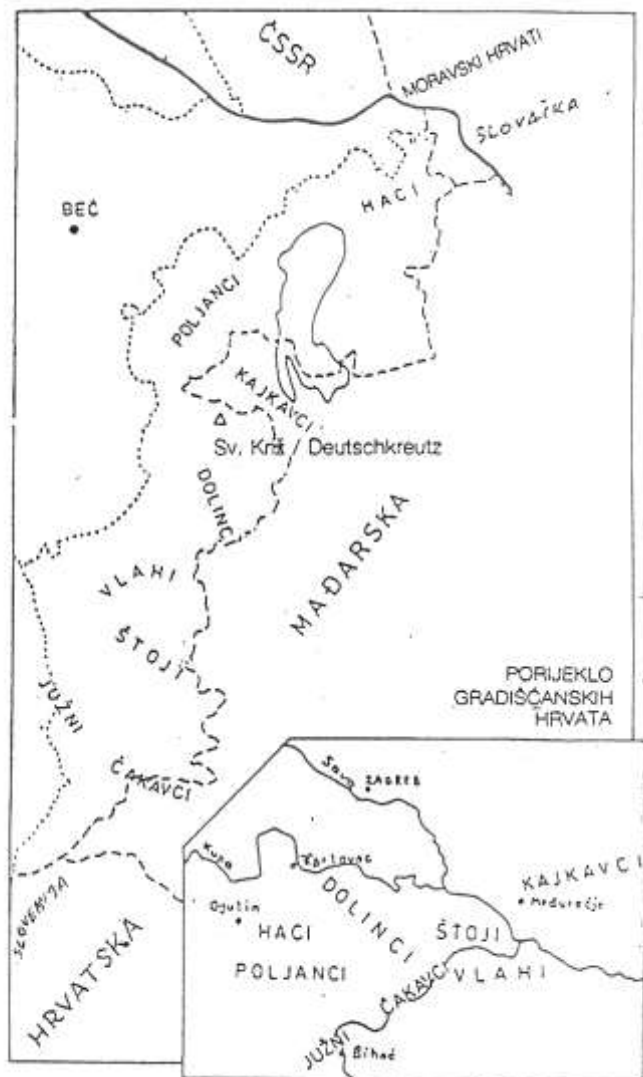 ČSSR
MORAVSKI HRVATI
SLOVAČKA
BEČ
HACI
POLJANCI
KAJKAVCI
Sv. Križ / Deutschkreutz
DOLINCI
MAĐARSKA
VLAHI
ŠTOJI
JUŽNI
ČAKAVCI
SLOVENIJA
HRVATSKA
PORIJEKLO
GRADIŠĆANSKIH
HRVATA
Sava
ZAGREB
Kupa
Karlovac
KAJKAVCI
Međurečje
Ogulin
DOLINCI
HACI
ŠTOJI
POLJANCI
VLAHI
JUŽNI ČAKAVCI
Bihać